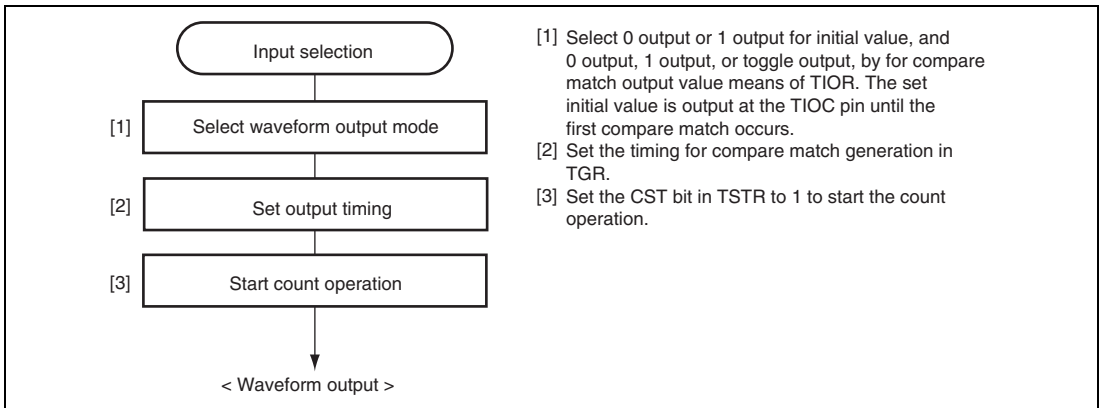 Input selection
[1] Select waveform output mode
[2] Set output timing
[3] Start count operation
< Waveform output >
[1] Select 0 output or 1 output for initial value, and
0 output, 1 output, or toggle output, by for compare
match output value means of TIOR. The set
initial value is output at the TIOC pin until the
first compare match occurs.
[2] Set the timing for compare match generation in
TGR.
[3] Set the CST bit in TSTR to 1 to start the count
operation.